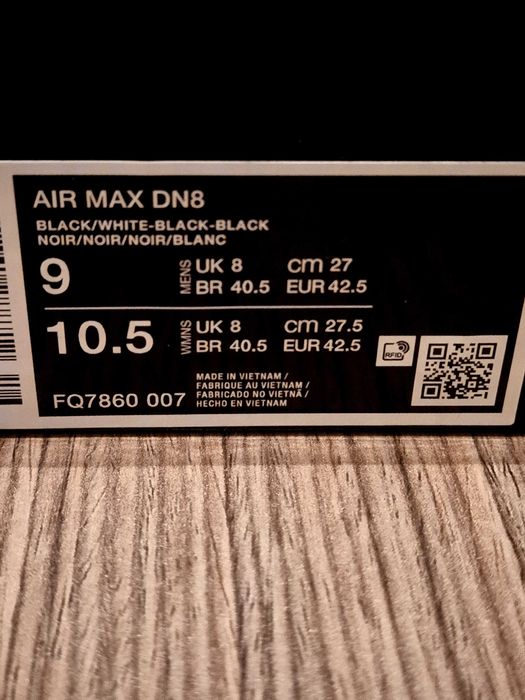 AIR MAX DN8
BLACK/WHITE-BLACK-BLACK
NOIR/NOIR/NOIR/BLANC
9 MENS UK 8 cm 27
BR 40.5 EUR 42.5
10.5 WMNS UK 8 cm 27.5
BR 40.5 EUR 42.5
RFID
MADE IN VIETNAM /
FABRIQUE AU VIETNAM /
FABRICADO NO VIETNÃ /
HECHO EN VIETNAM
FQ7860 007